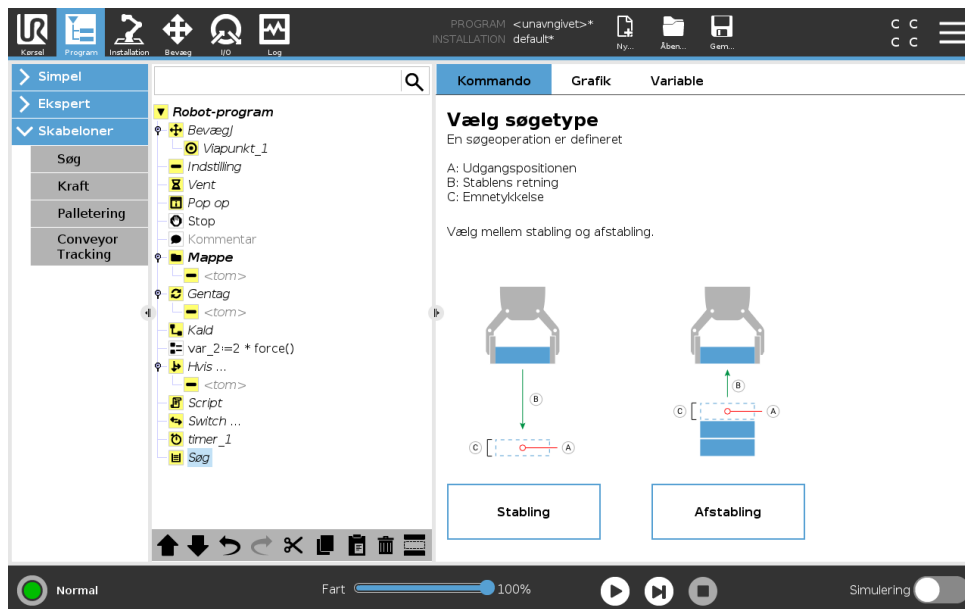 PROGRAM <unavngivet>*
INSTALLATION default*
Kørsel
Program
Installation
Bevæg
I/O
Log
Ny...
Åben...
Gem...
C C
C C
Simpel
Ekspert
Skabeloner
Søg
Kraft
Palletering
Conveyor
Tracking
Robot-program
BevægJ
Viapunkt_1
Indstilling
Vent
Pop op
Stop
Kommentar
Mappe
<tom>
Gentag
<tom>
Kald
var_2:=2 * force()
Hvis ...
<tom>
Script
Switch ...
timer_1
Søg
Kommando
Grafik
Variable
Vælg søgetype
En søgeoperation er defineret
A: Udgangspositionen
B: Stablens retning
C: Emnetykkelse
Vælg mellem stabling og afstabling.
B
C
A
B
C
A
Stabling
Afstabling
Normal
Fart
100%
Simulering